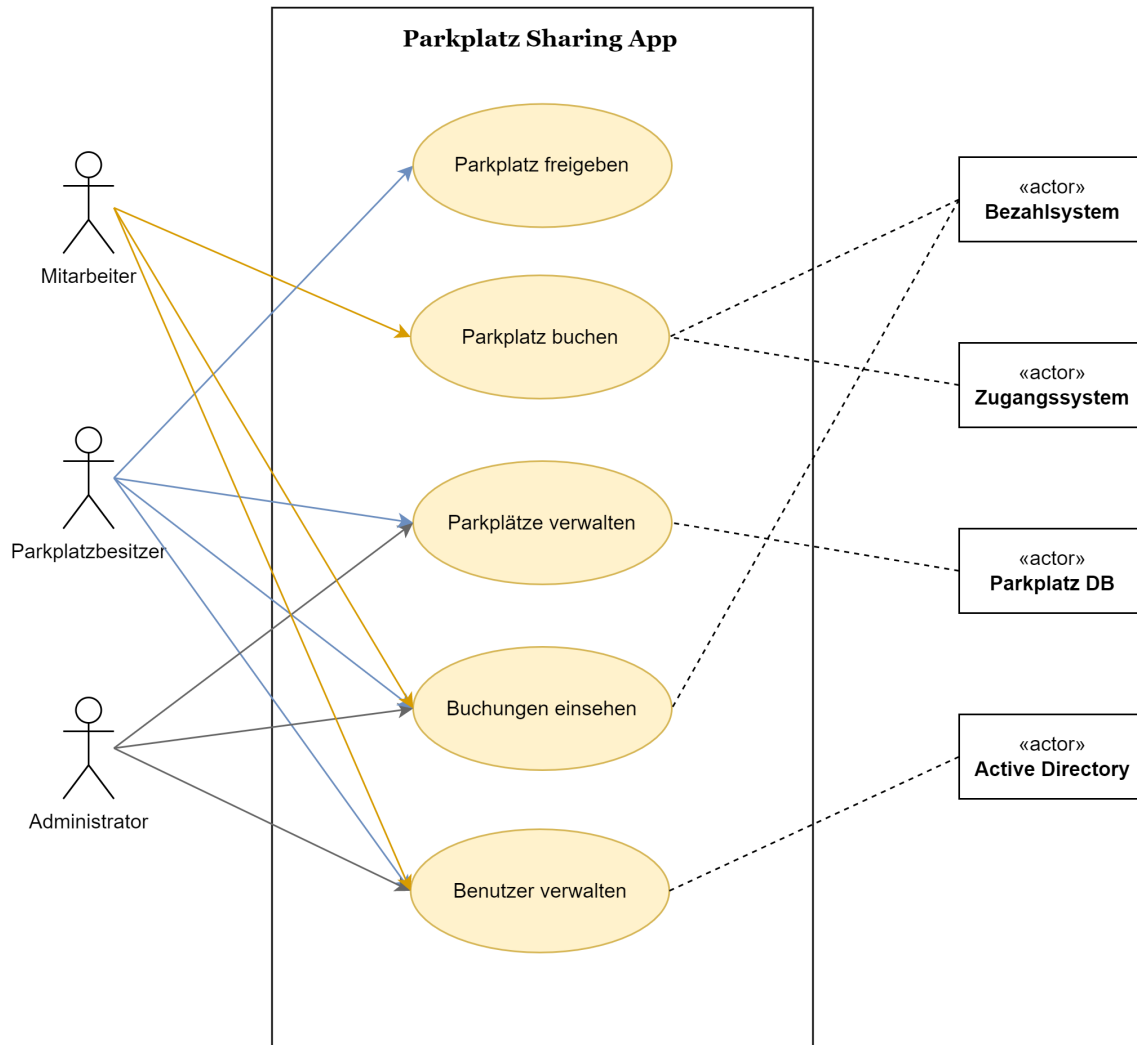 Parkplatz Sharing App
Parkplatz freigeben
Mitarbeiter
«actor»
Bezahlsystem
Parkplatz buchen
«actor»
Zugangssystem
Parkplatzbesitzer
Parkplätze verwalten
«actor»
Parkplatz DB
Buchungen einsehen
«actor»
Active Directory
Administrator
Benutzer verwalten